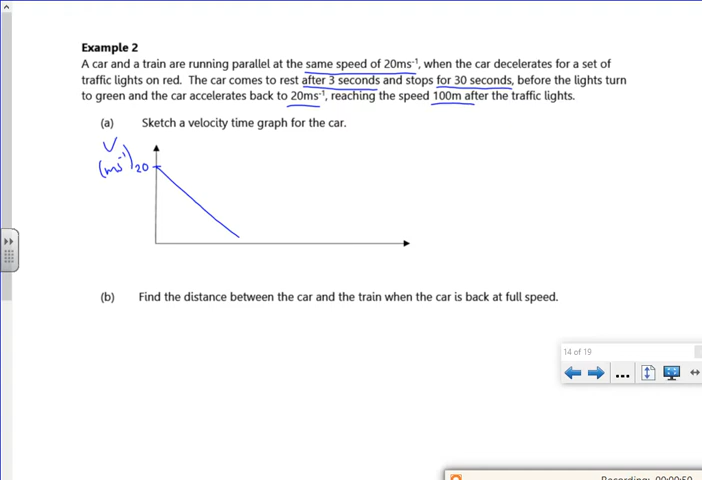 Example 2
A car and a train are running parallel at the same speed of 20ms⁻¹, when the car decelerates for a set of
traffic lights on red. The car comes to rest after 3 seconds and stops for 30 seconds, before the lights turn
to green and the car accelerates back to 20ms⁻¹, reaching the speed 100m after the traffic lights.
(a) Sketch a velocity time graph for the car.
V
(ms⁻¹) 20
(b) Find the distance between the car and the train when the car is back at full speed.
14 of 19
...
Recording: 00:00:50